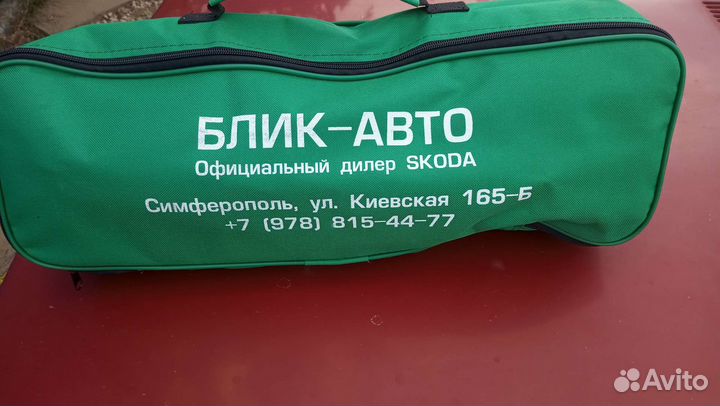 БЛИК-АВТО
Официальный дилер SKODA
Симферополь, ул. Киевская 165-Б
+7 (978) 815-44-77
Avito